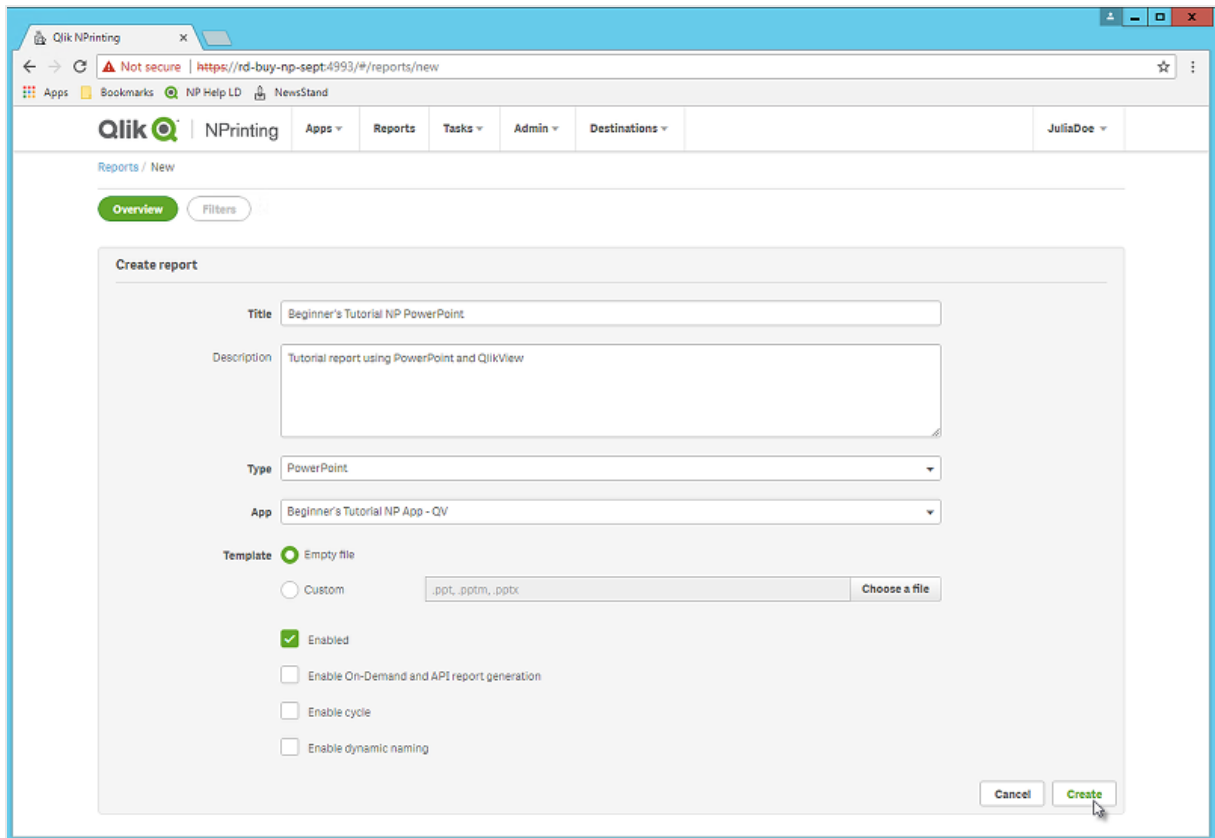 Qlik NPrinting
Not secure | https://rd-buy-np-sept:4993/#/reports/new
Apps Bookmarks NP Help LD NewsStand
Qlik NPrinting Apps Reports Tasks Admin Destinations JuliaDoe
Reports / New
Overview Filters
Create report
Title Beginner's Tutorial NP PowerPoint
Description Tutorial report using PowerPoint and QlikView
Type PowerPoint
App Beginner's Tutorial NP App - QV
Template Empty file
Custom .ppt, .pptm, .pptx Choose a file
Enabled
Enable On-Demand and API report generation
Enable cycle
Enable dynamic naming
Cancel Create